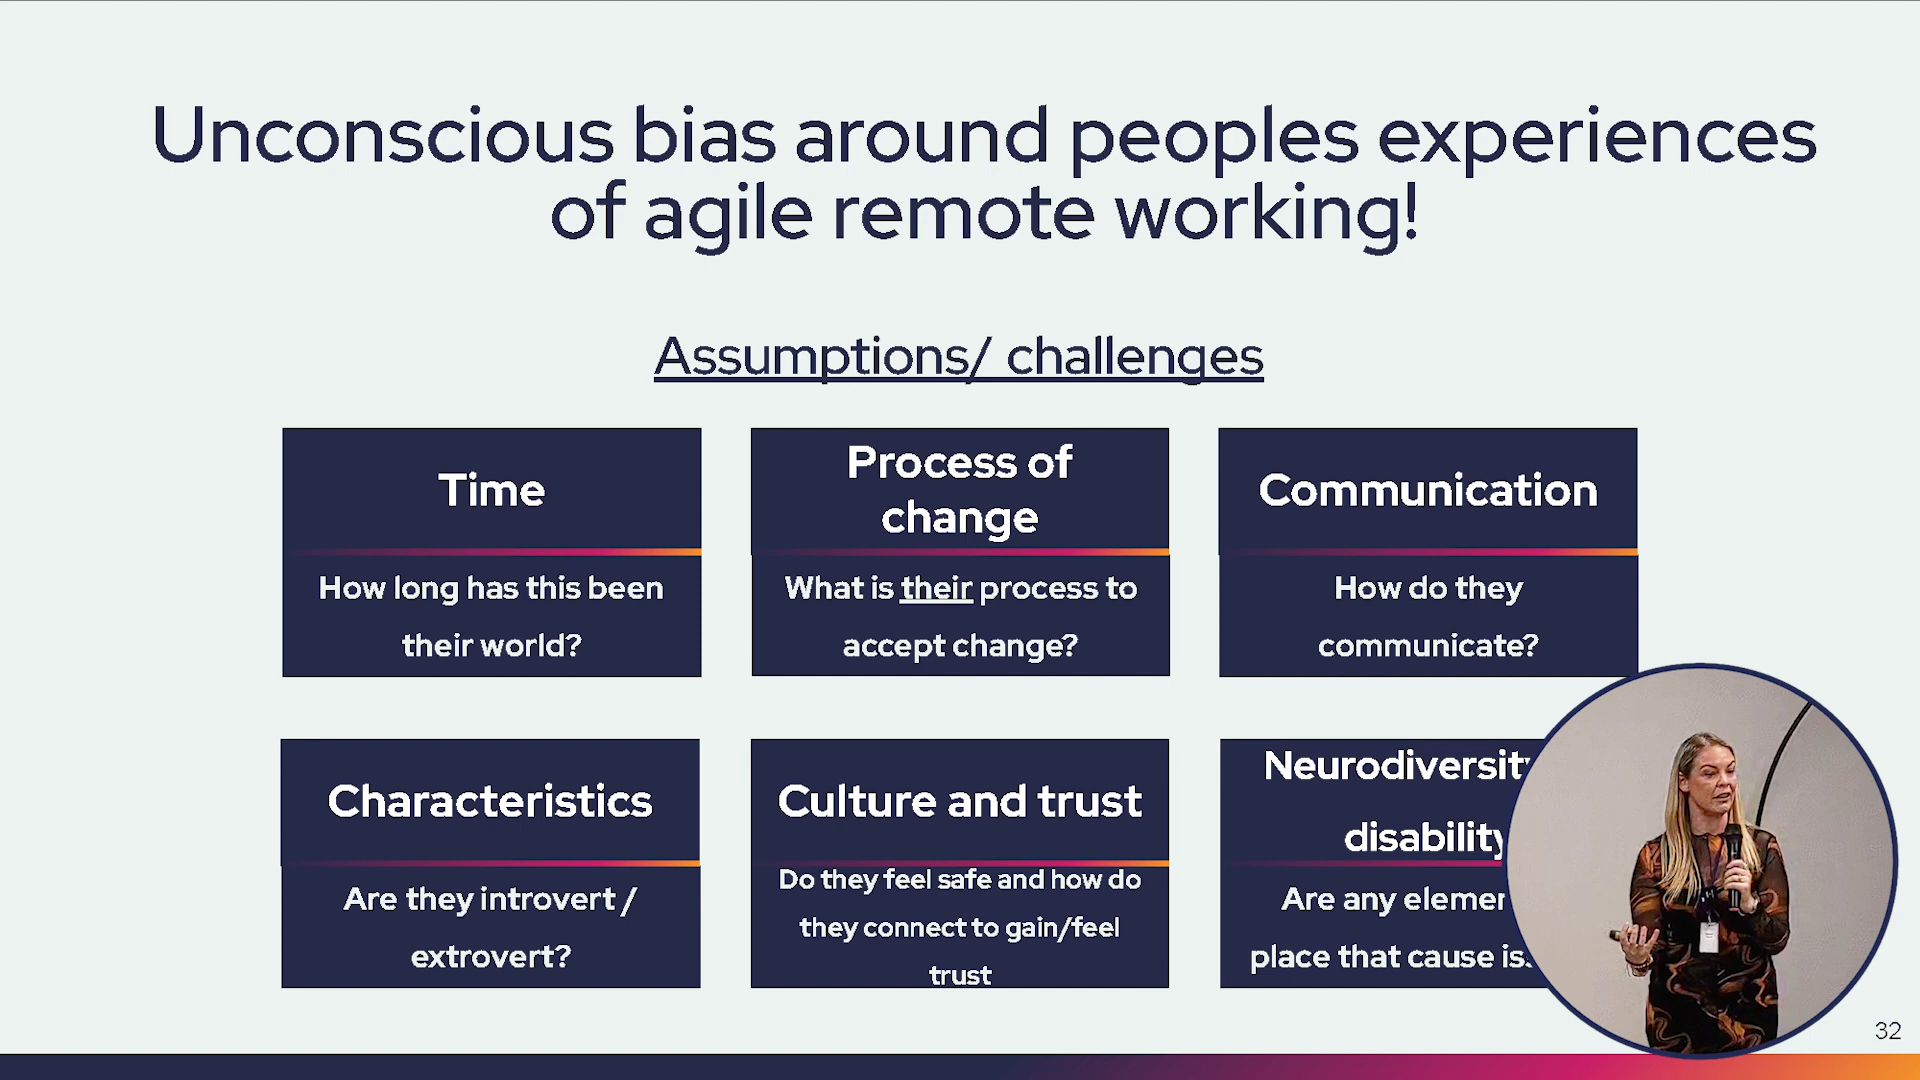 Unconscious bias around peoples experiences
of agile remote working!
Assumptions/ challenges
Time
How long has this been
their world?
Process of
change
What is their process to
accept change?
Communication
How do they
communicate?
Characteristics
Are they introvert /
extrovert?
Culture and trust
Do they feel safe and how do
they connect to gain/feel
trust
Neurodiversity
disability
Are any
place that cause
32